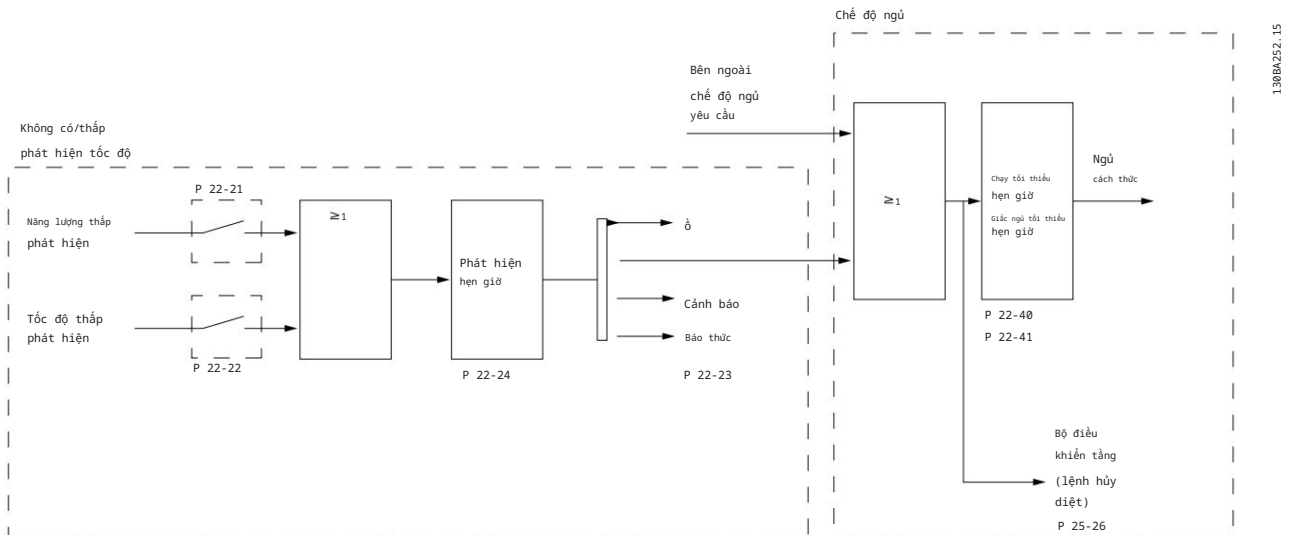 Chế độ ngủ
130BA252.15
Bên ngoài
chế độ ngủ
yêu cầu
Không có/thấp
phát hiện tốc độ
P 22-21
Năng lượng thấp
phát hiện
≥1
Phát hiện
hẹn giờ
ồ
Cảnh báo
Báo thức
Tốc độ thấp
phát hiện
P 22-22
P 22-24
P 22-23
≥1
Chạy tối thiểu
hẹn giờ
Giấc ngủ tối thiểu
hẹn giờ
Ngủ
cách thức
P 22-40
P 22-41
Bộ điều
khiển tầng
(lệnh hủy
diệt)
P 25-26